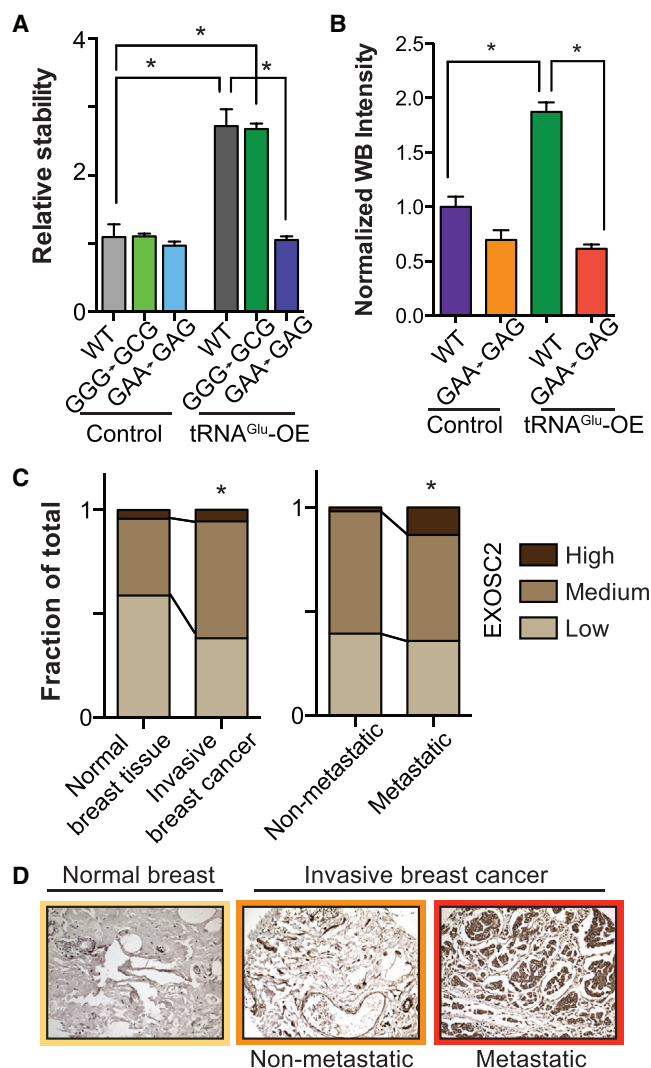 A
Relative stability
4
2
0
*
*
*
WT
GGG→GCG
GAA→GAG
WT
GGG→GCG
GAA→GAG
Control
tRNAGlu-OE
B
Normalized WB Intensity
2.5
2.0
1.5
1.0
0.5
0.0
*
*
WT
GAA→GAG
WT
GAA→GAG
Control
tRNAGlu-OE
C
Fraction of total
1
0
*
Normal
breast tissue
Invasive
breast cancer
1
0
*
Non-metastatic
Metastatic
EXOSC2
High
Medium
Low
D
Normal breast
Invasive breast cancer
Non-metastatic
Metastatic